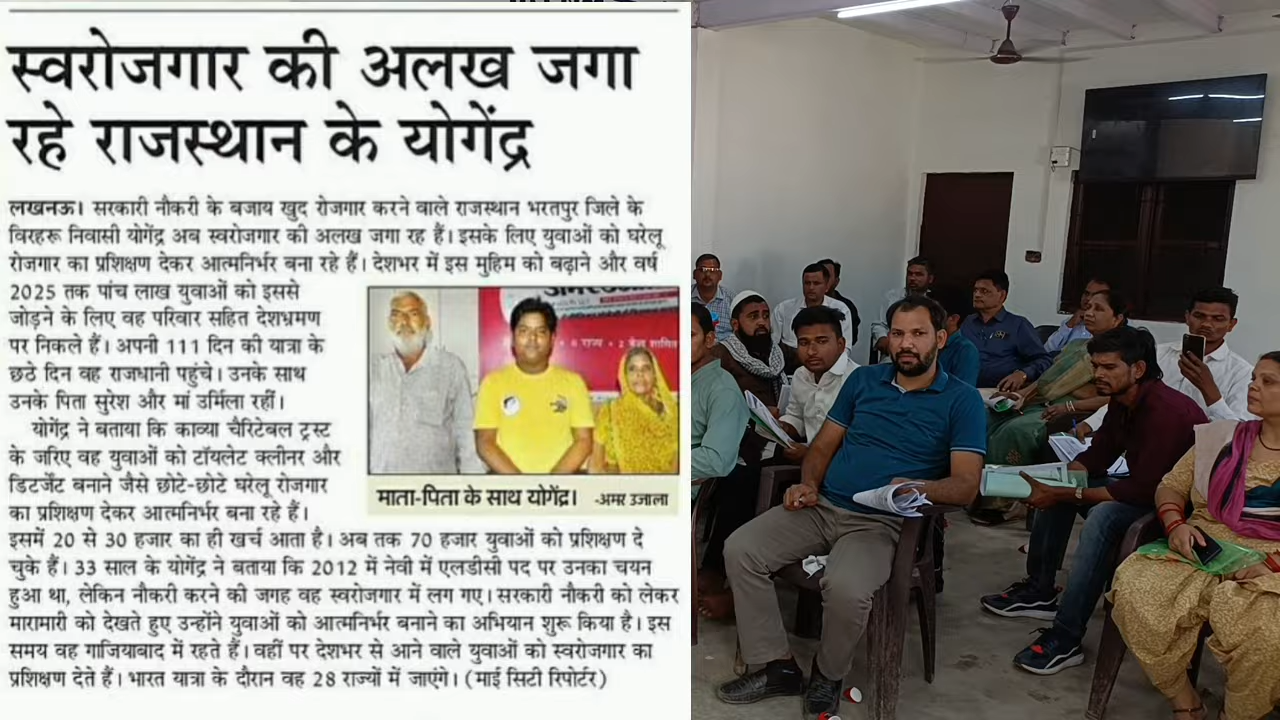 स्वरोजगार की अलख जगा
रहे राजस्थान के योगेंद्र
लखनऊ। सरकारी नौकरी के बजाय खुद रोजगार करने वाले राजस्थान भरतपुर जिले के
विरहरू निवासी योगेंद्र अब स्वरोजगार की अलख जगा रह हैं। इसके लिए युवाओं को घरेलू
रोजगार का प्रशिक्षण देकर आत्मनिर्भर बना रहे हैं। देशभर में इस मुहिम को बढ़ाने और वर्ष
2025 तक पांच लाख युवाओं को इससे
जोड़ने के लिए वह परिवार सहित देशभ्रमण
पर निकले हैं। अपनी 111 दिन की यात्रा के
छठे दिन वह राजधानी पहुंचे। उनके साथ
उनके पिता सुरेश और मां उर्मिला रहीं।
योगेंद्र ने बताया कि काव्या चैरिटेबल ट्रस्ट
के जरिए वह युवाओं को टॉयलेट क्लीनर और
डिटर्जेंट बनाने जैसे छोटे-छोटे घरेलू रोजगार
का प्रशिक्षण देकर आत्मनिर्भर बना रहे हैं।
इसमें 20 से 30 हजार का ही खर्च आता है। अब तक 70 हजार युवाओं को प्रशिक्षण दे
चुके हैं। 33 साल के योगेंद्र ने बताया कि 2012 में नेवी में एलडीसी पद पर उनका चयन
हुआ था, लेकिन नौकरी करने की जगह वह स्वरोजगार में लग गए। सरकारी नौकरी को लेकर
मारामारी को देखते हुए उन्होंने युवाओं को आत्मनिर्भर बनाने का अभियान शुरू किया है। इस
समय वह गाजियाबाद में रहते हैं। वहीं पर देशभर से आने वाले युवाओं को स्वरोजगार का
प्रशिक्षण देते हैं। भारत यात्रा के दौरान वह 28 राज्यों में जाएंगे। (माई सिटी रिपोर्टर)
6 राज्य
माता-पिता के साथ योगेंद्र। -अमर उजाला